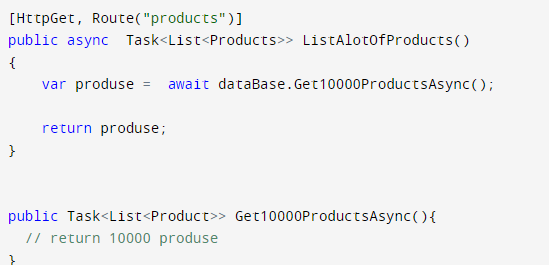 [HttpGet, Route("products")]
public async  Task<List<Products>> ListAlotOfProducts()
{
    var produse =  await dataBase.Get10000ProductsAsync();
    return produse;
}
public Task<List<Product>> Get10000ProductsAsync(){
  // return 10000 produse
}